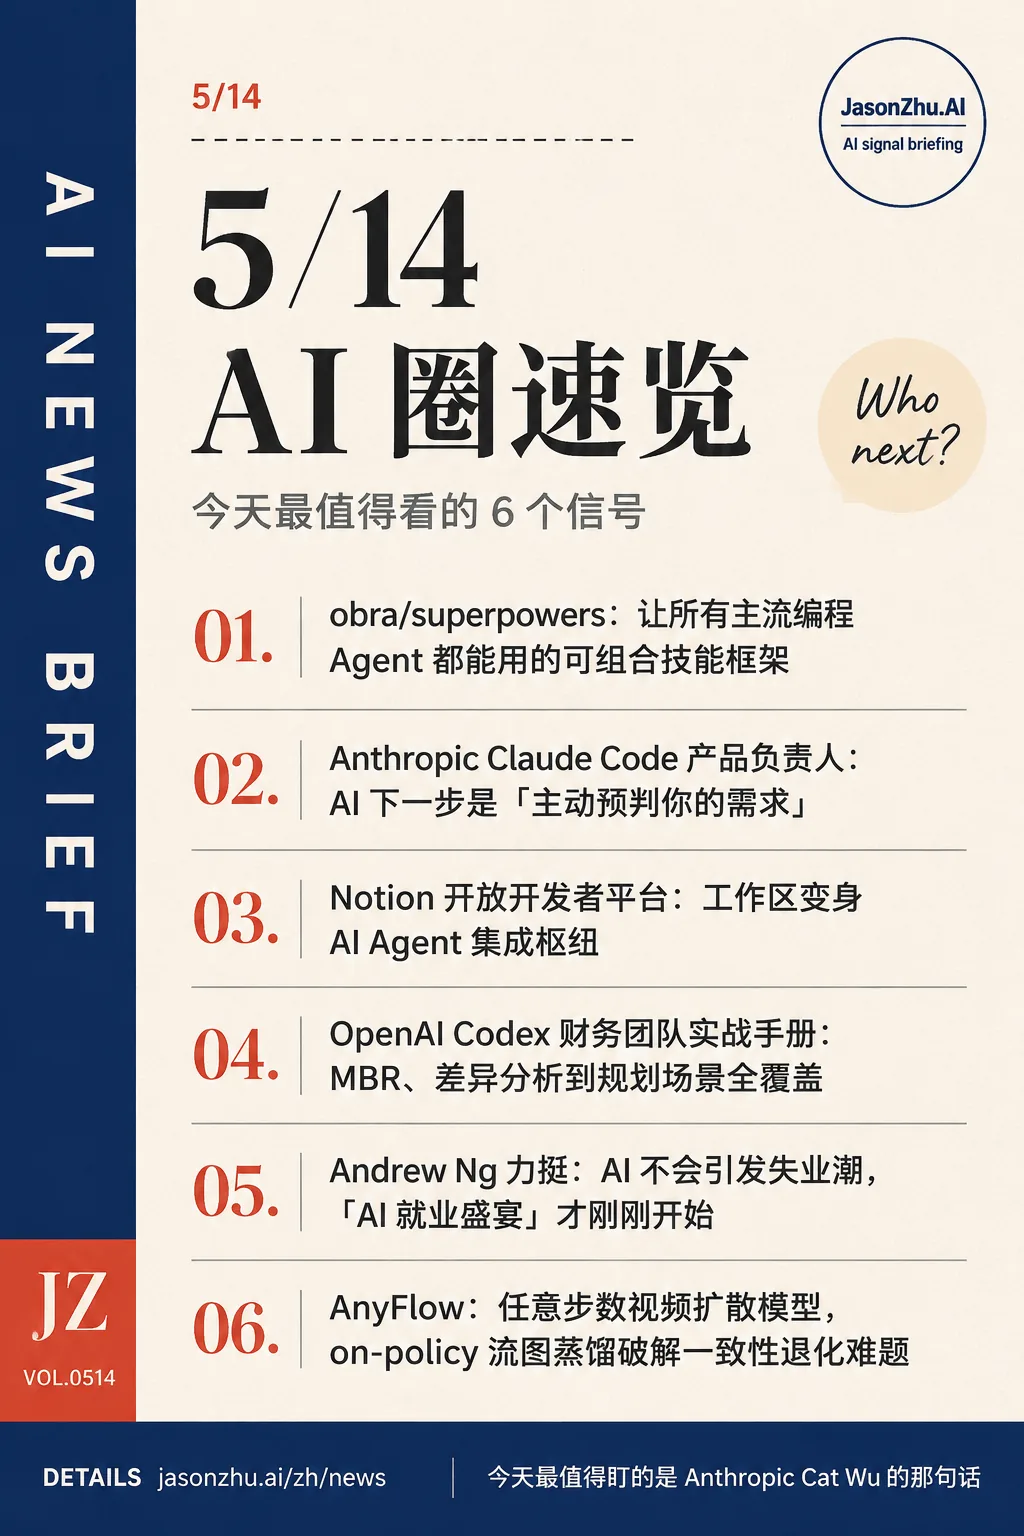 AI NEWS BRIEF
5/14
JasonZhu.AI
AI signal briefing
5/14
AI 圈速览
Who
next?
今天最值得看的 6 个信号
01.
obra/superpowers：让所有主流编程
Agent 都能用的可组合技能框架
02.
Anthropic Claude Code 产品负责人：
AI 下一步是「主动预判你的需求」
03.
Notion 开放开发者平台：工作区变身
AI Agent 集成枢纽
04.
OpenAI Codex 财务团队实战手册：
MBR、差异分析到规划场景全覆盖
05.
Andrew Ng 力挺：AI 不会引发失业潮，
「AI 就业盛宴」才刚刚开始
06.
AnyFlow：任意步数视频扩散模型，
on-policy 流图蒸馏破解一致性退化难题
JZ
VOL.0514
DETAILS jasonzhu.ai/zh/news
今天最值得盯的是 Anthropic Cat Wu 的那句话